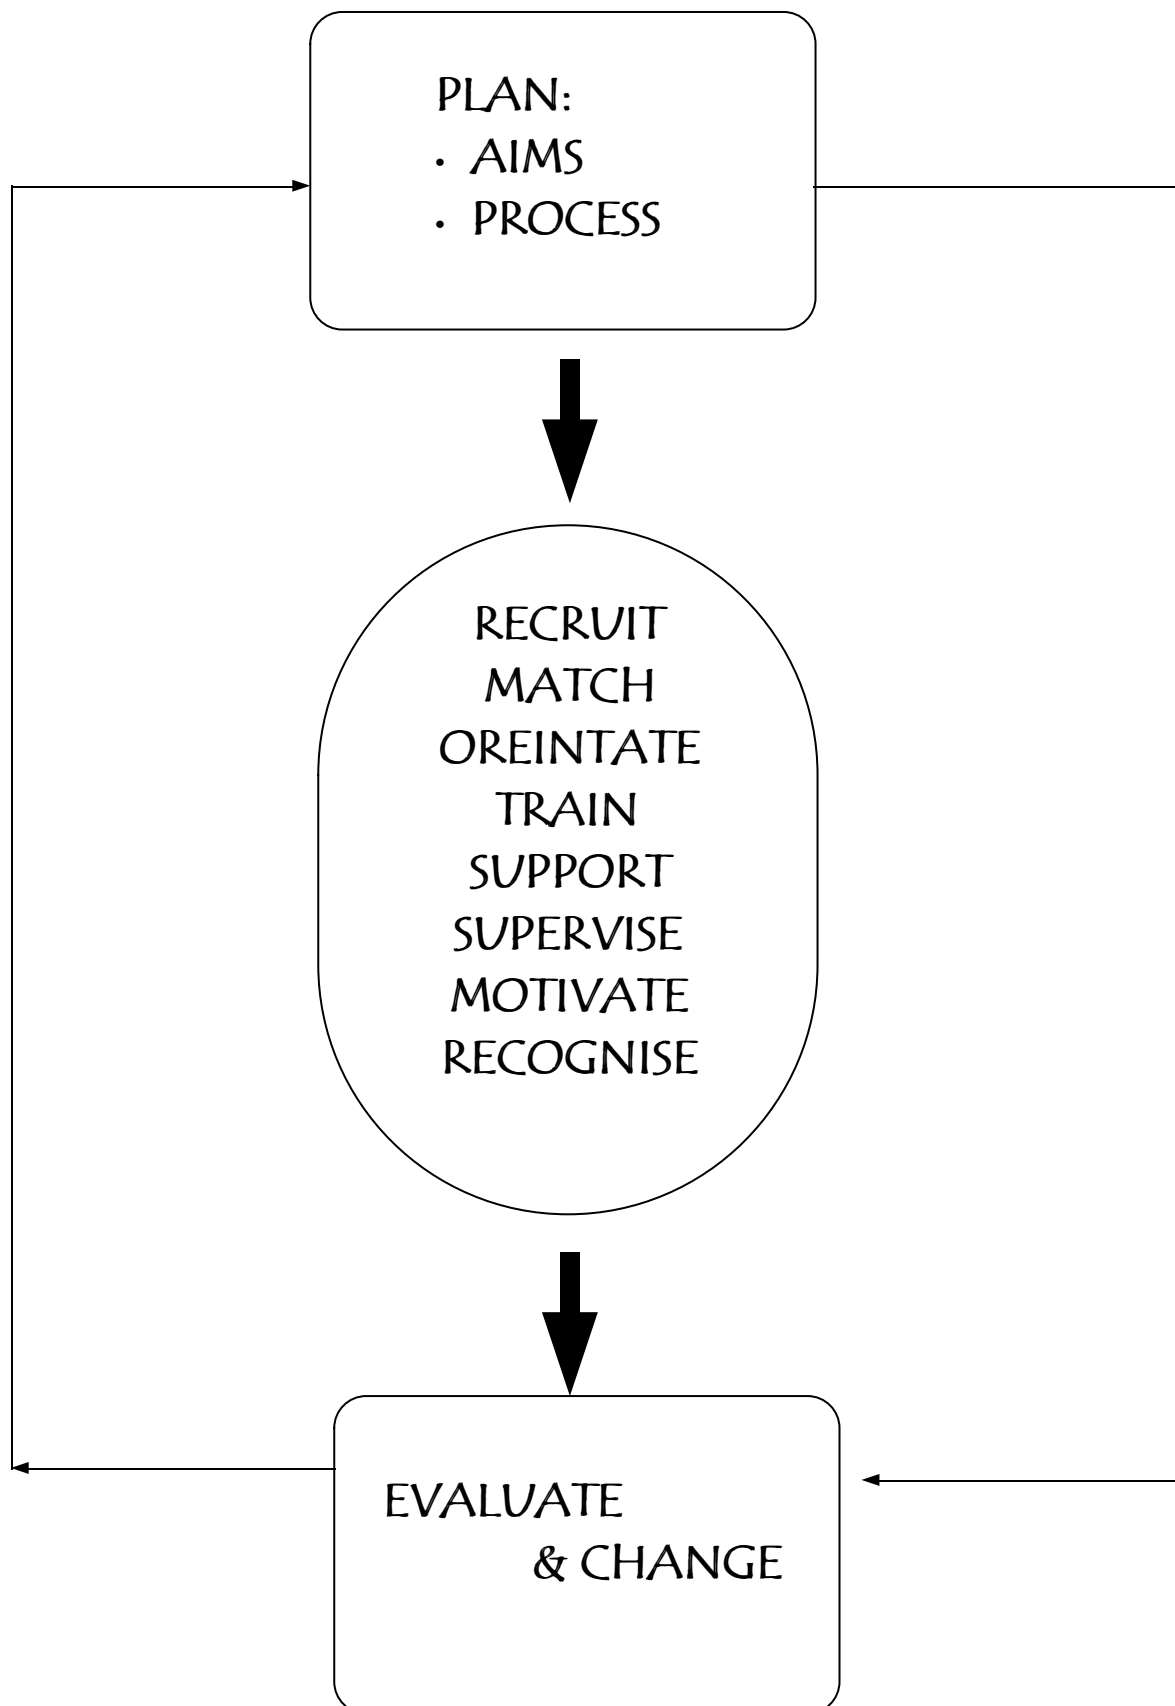 PLAN:
• AIMS
• PROCESS
RECRUIT
MATCH
OREINTATE
TRAIN
SUPPORT
SUPERVISE
MOTIVATE
RECOGNISE
EVALUATE
& CHANGE